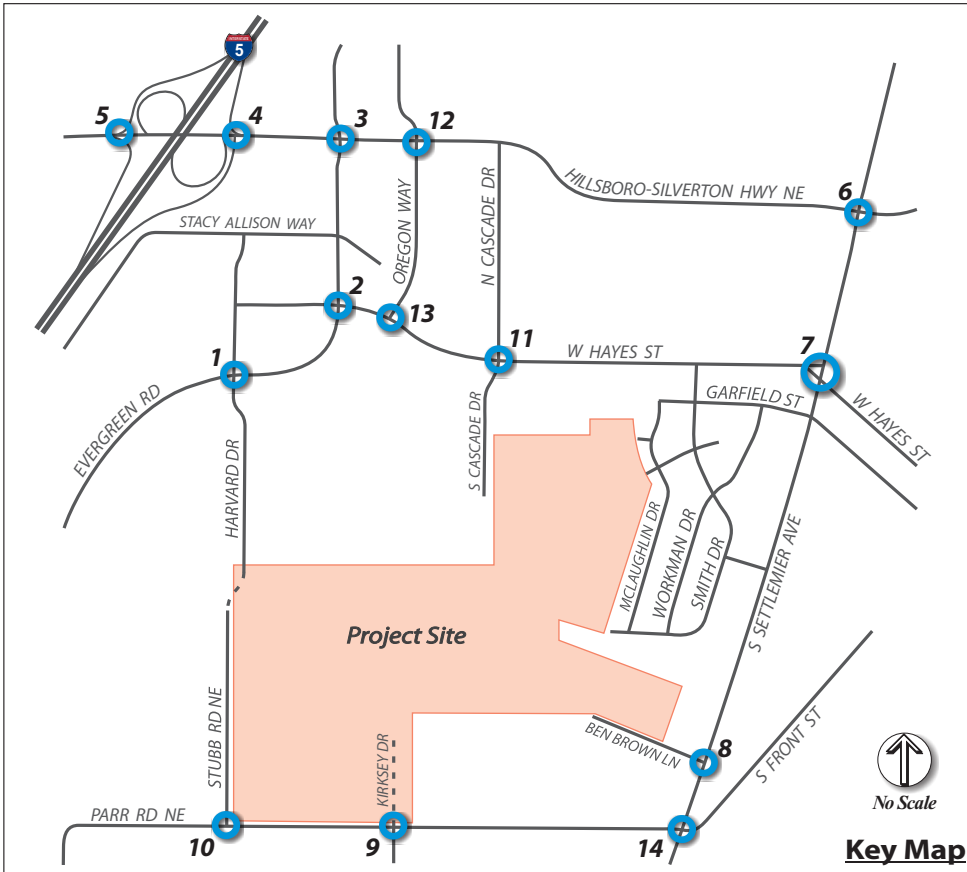 INTERSTATE
5
5
4
3
12
HILLSBORO-SILVERTON HWY NE
6
STACY ALLISON WAY
OREGON WAY
N CASCADE DR
2
13
11
7
W HAYES ST
1
GARFIELD ST
W HAYES ST
EVERGREEN RD
HARVARD DR
S CASCADE DR
MCLAUGHLIN DR
WORKMAN DR
SMITH DR
S SETTLEMIER AVE
Project Site
STUBB RD NE
KIRKSEY DR
BEN BROWN LN
8
S FRONT ST
No Scale
PARR RD NE
10
9
14
Key Map